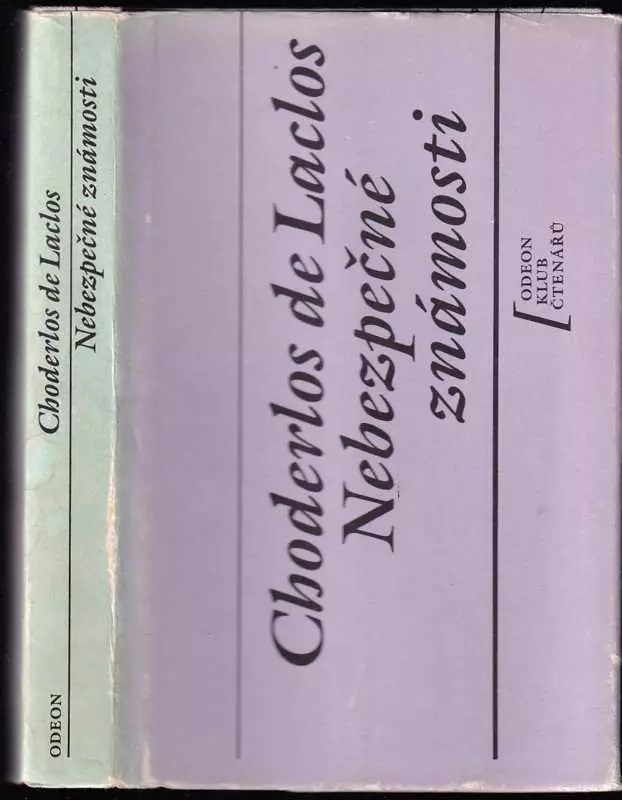 Choderlos de Laclos
Nebezpečné známosti
ODEON
Choderlos de Laclos
Nebezpečné
známosti
ODEON
KLUB
ČTENÁŘŮ